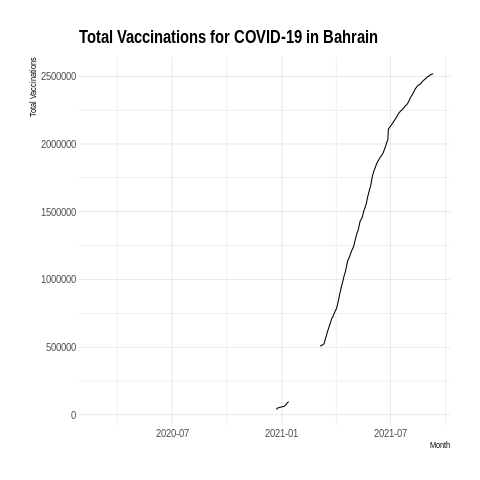 Total Vaccinations for COVID-19 in Bahrain
Total Vaccinations
2500000
2000000
1500000
1000000
500000
0
2020-07 2021-01 2021-07
Month